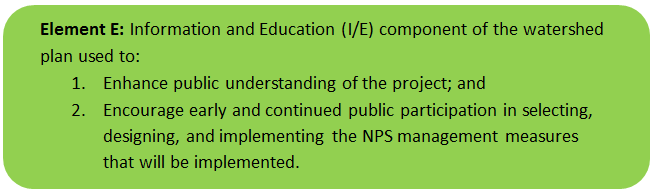 Element E: Information and Education (I/E) component of the watershed
plan used to:
1. Enhance public understanding of the project; and
2. Encourage early and continued public participation in selecting,
designing, and implementing the NPS management measures
that will be implemented.